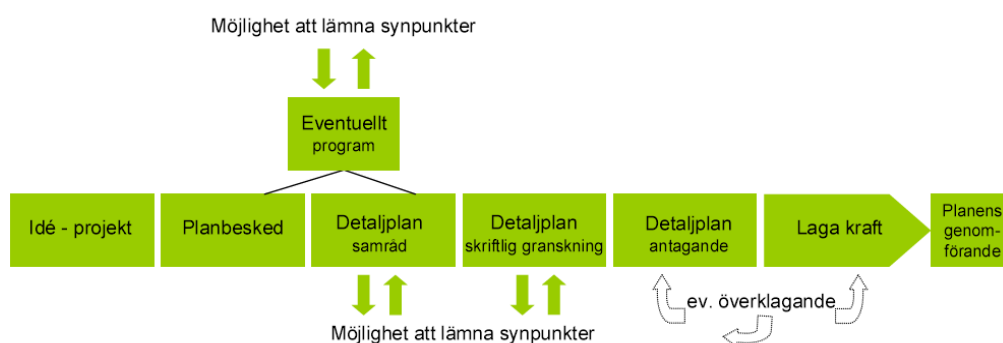 Möjlighet att lämna synpunkter
Eventuellt
program
Idé - projekt
Planbesked
Detaljplan
samråd
Detaljplan
skriftlig granskning
Detaljplan
antagande
Laga kraft
Planens
genom-
förande
ev. överklagande
Möjlighet att lämna synpunkter